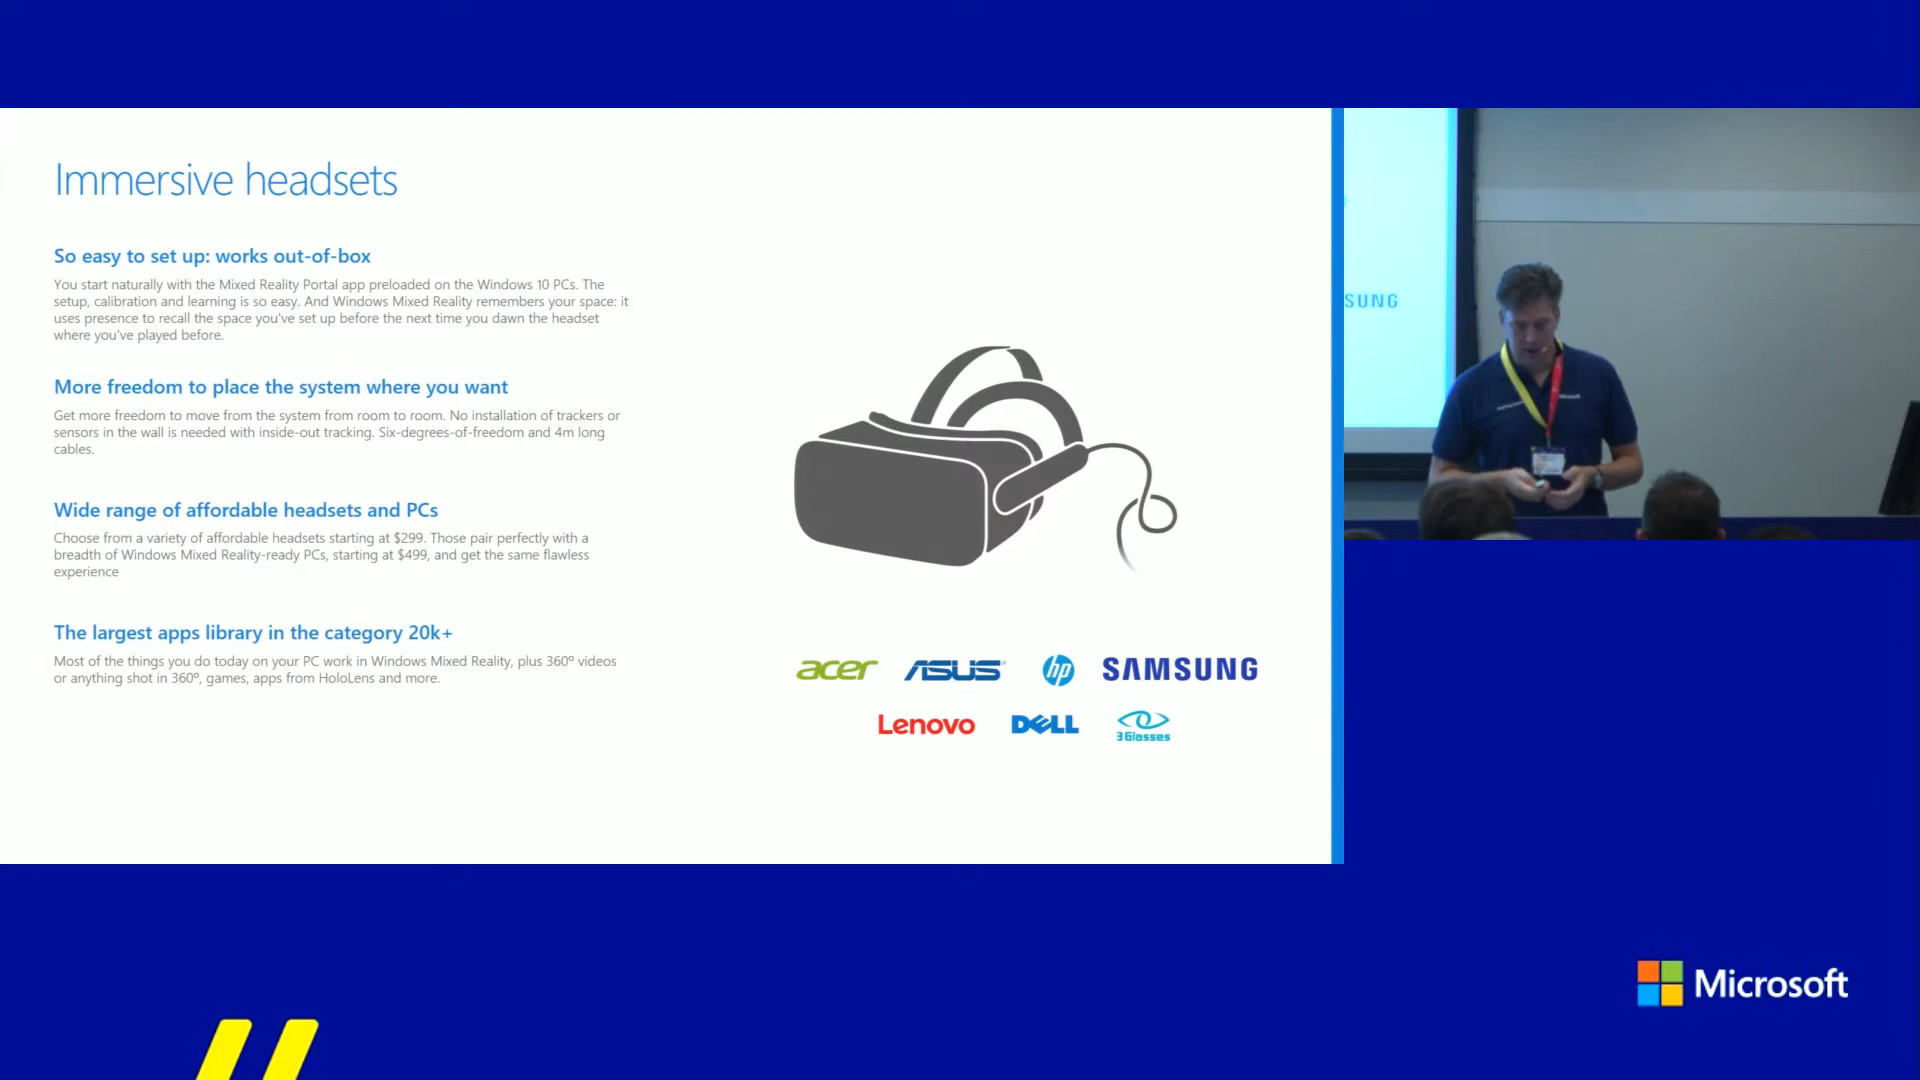 Immersive headsets
So easy to set up: works out-of-box
You start naturally with the Mixed Reality Portal app preloaded on the Windows 10 PCs. The
setup, calibration and learning is so easy. And Windows Mixed Reality remembers your space: it
uses presence to recall the space you've set up before the next time you dawn the headset
where you've played before.
More freedom to place the system where you want
Get more freedom to move from the system from room to room. No installation of trackers or
sensors in the wall is needed with inside-out tracking. Six-degrees-of-freedom and 4m long
cables.
Wide range of affordable headsets and PCs
Choose from a variety of affordable headsets starting at $299. Those pair perfectly with a
breadth of Windows Mixed Reality-ready PCs, starting at $499, and get the same flawless
experience
The largest apps library in the category 20k+
Most of the things you do today on your PC work in Windows Mixed Reality, plus 360º videos
or anything shot in 360º, games, apps from HoloLens and more.
acer ASUS hp SAMSUNG
Lenovo DELL 3Glasses
SUNG
Microsoft